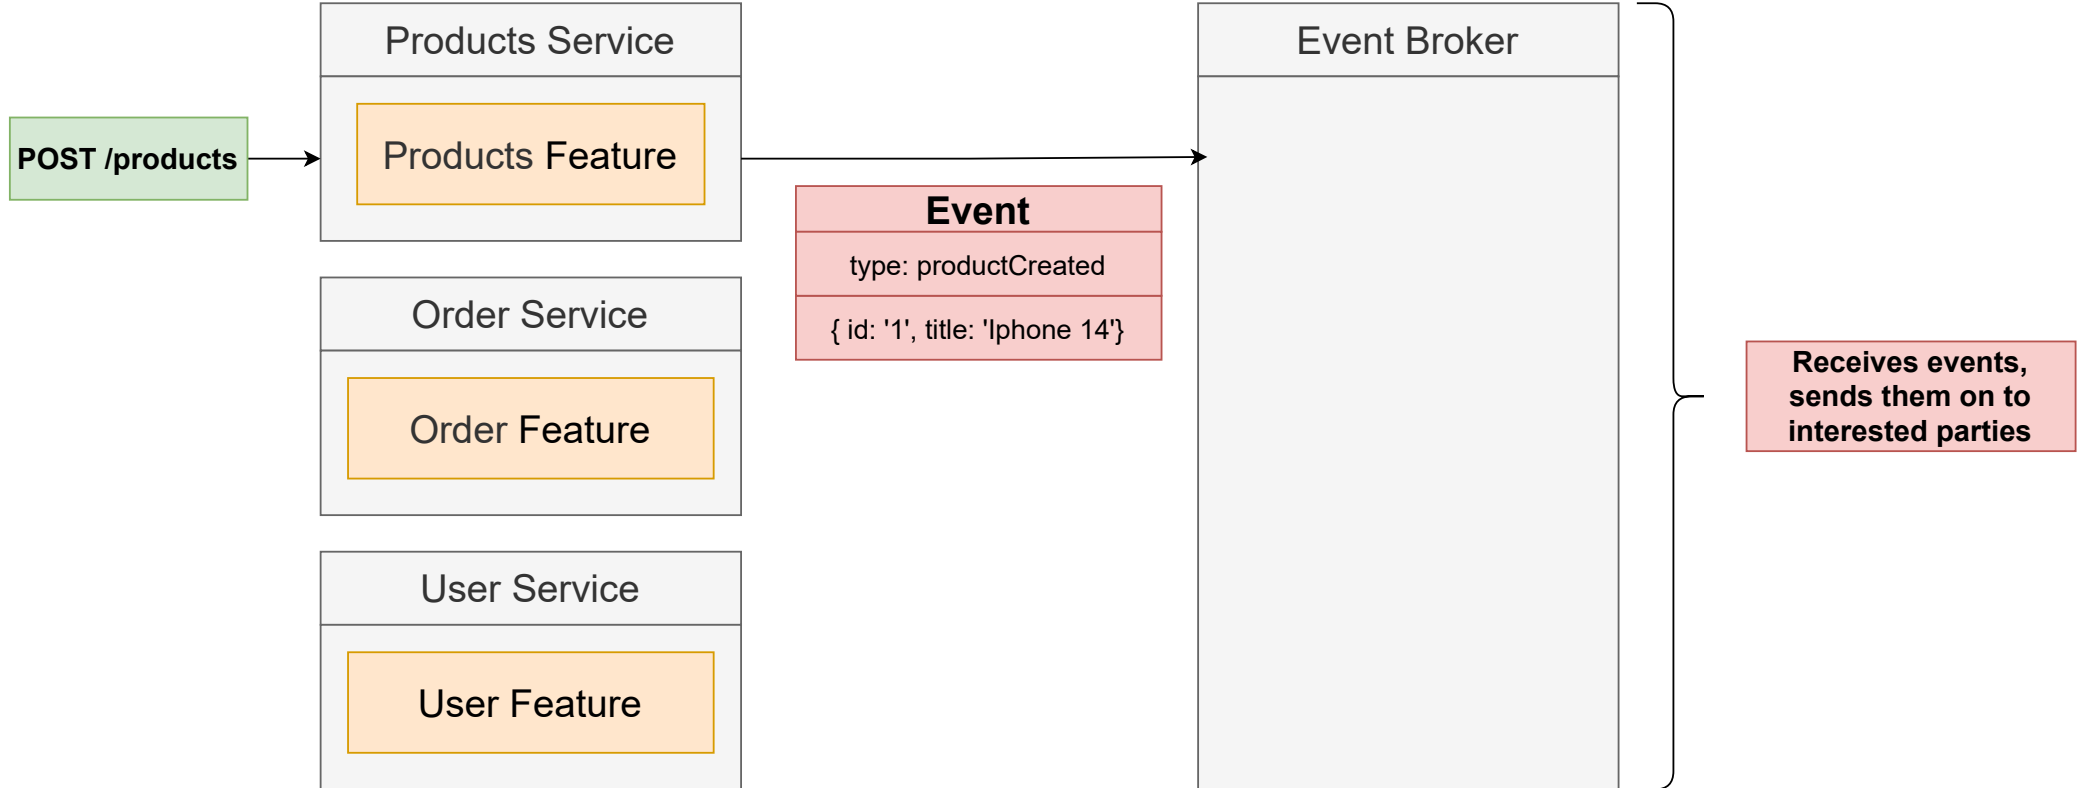 Products Service
Event Broker
POST /products
Products Feature
Event
type: productCreated
{ id: '1', title: 'Iphone 14'}
Order Service
Order Feature
Receives events,
sends them on to
interested parties
User Service
User Feature